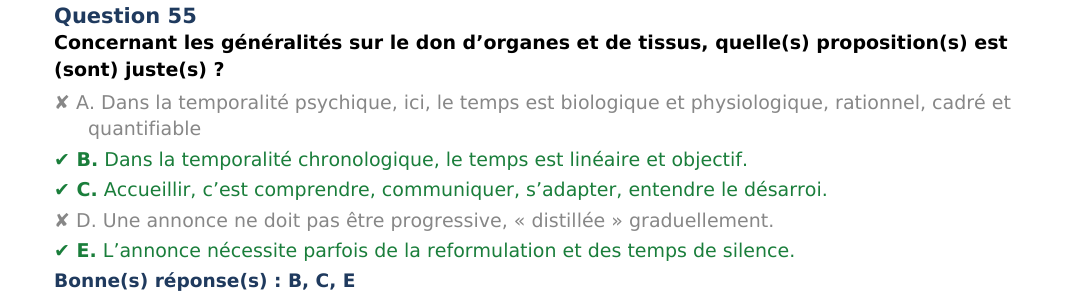 Question 55
Concernant les généralités sur le don d’organes et de tissus, quelle(s) proposition(s) est
(sont) juste(s) ?
✘ A. Dans la temporalité psychique, ici, le temps est biologique et physiologique, rationnel, cadré et
quantifiable
✔ B. Dans la temporalité chronologique, le temps est linéaire et objectif.
✔ C. Accueillir, c’est comprendre, communiquer, s’adapter, entendre le désarroi.
✘ D. Une annonce ne doit pas être progressive, « distillée » graduellement.
✔ E. L’annonce nécessite parfois de la reformulation et des temps de silence.
Bonne(s) réponse(s) : B, C, E